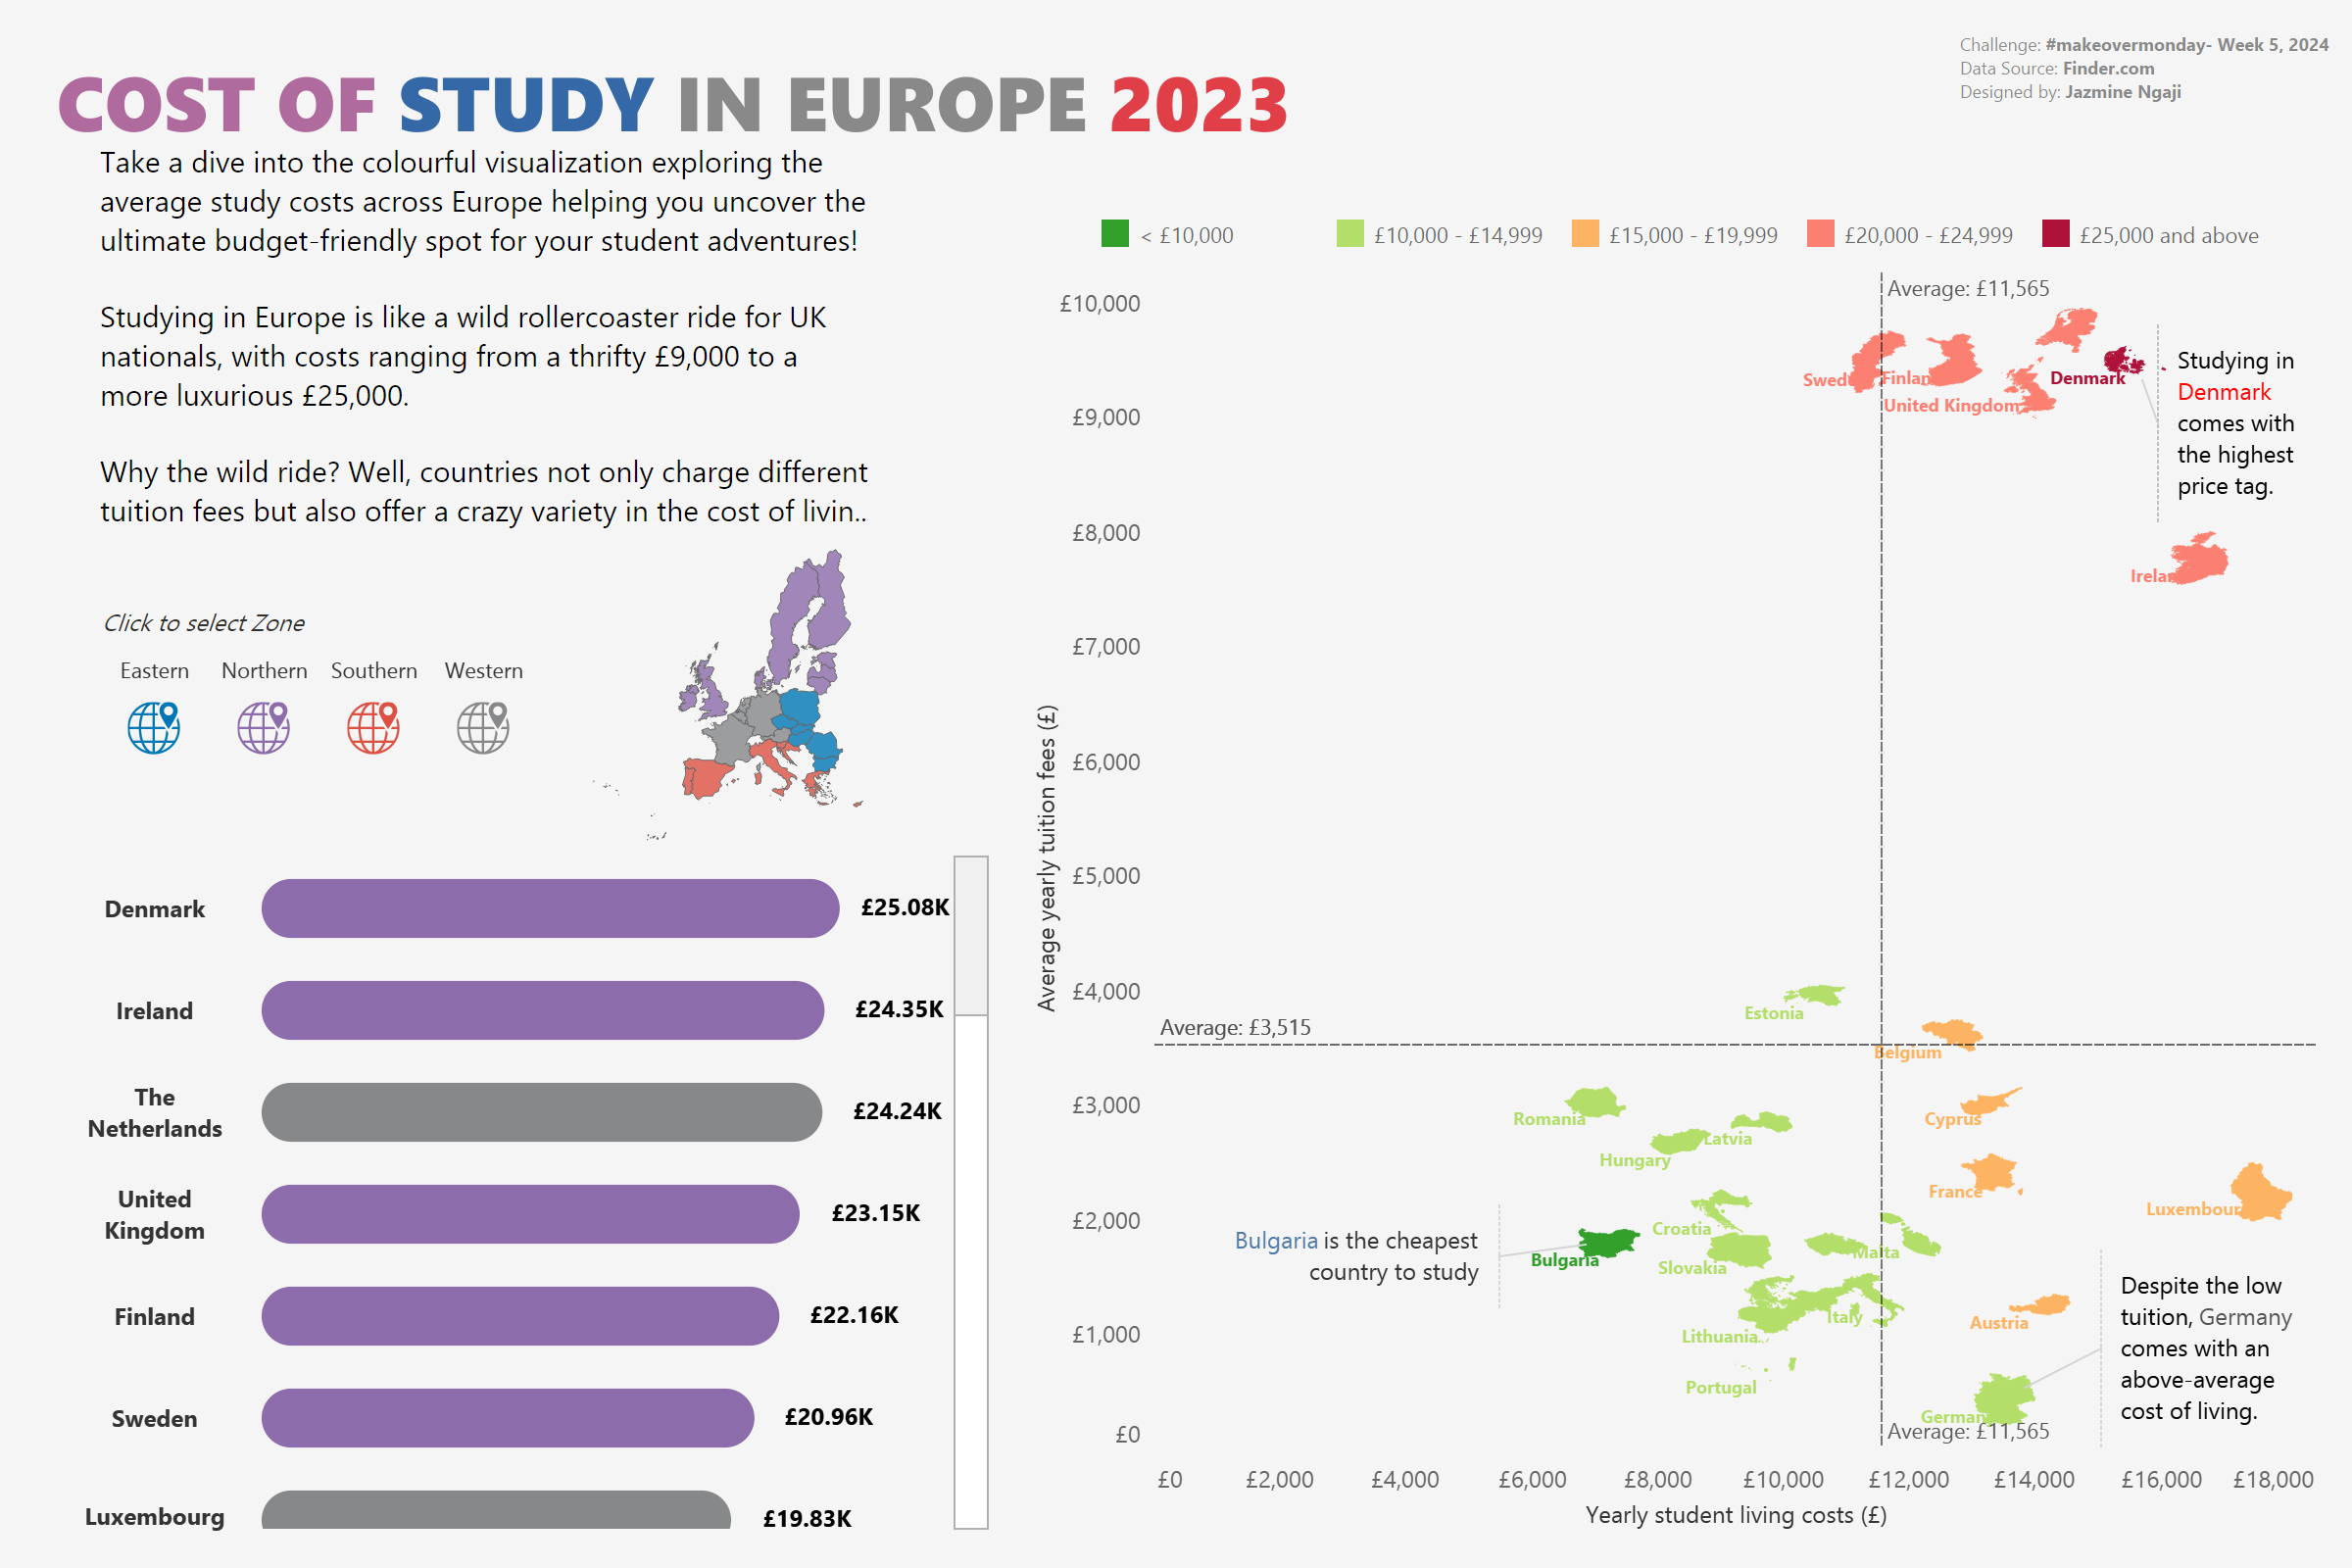 COST OF STUDY IN EUROPE 2023
Challenge: #makeovermonday- Week 5, 2024
Data Source: Finder.com
Designed by: Jazmine Ngaji
Take a dive into the colourful visualization exploring the
average study costs across Europe helping you uncover the
ultimate budget-friendly spot for your student adventures!
Studying in Europe is like a wild rollercoaster ride for UK
nationals, with costs ranging from a thrifty £9,000 to a
more luxurious £25,000.
Why the wild ride? Well, countries not only charge different
tuition fees but also offer a crazy variety in the cost of livin..
Click to select Zone
Eastern Northern Southern Western
Denmark £25.08K
Ireland £24.35K
The
Netherlands £24.24K
United
Kingdom £23.15K
Finland £22.16K
Sweden £20.96K
Luxembourg £19.83K
< £10,000 £10,000 - £14,999 £15,000 - £19,999 £20,000 - £24,999 £25,000 and above
Average yearly tuition fees (£)
£10,000
£9,000
£8,000
£7,000
£6,000
£5,000
£4,000
£3,000
£2,000
£1,000
£0
Average: £11,565
Swed Finlan Denmark
United Kingdom
Studying in
Denmark
comes with
the highest
price tag.
Irelan
Estonia
Average: £3,515
Belgium
Romania Cyprus
Latvia
Hungary
France
Luxembour
Croatia
Bulgaria is the cheapest
country to study
Bulgaria
Malta
Slovakia
Italy
Austria
Lithuania
Portugal
German
Despite the low
tuition, Germany
comes with an
above-average
cost of living.
Average: £11,565
£0 £2,000 £4,000 £6,000 £8,000 £10,000 £12,000 £14,000 £16,000 £18,000
Yearly student living costs (£)